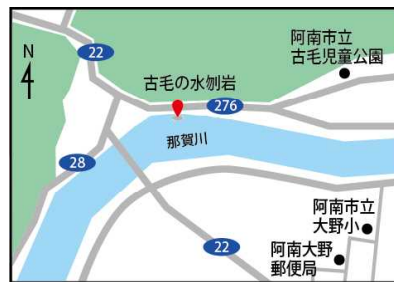 N
22
阿南市立
古毛児童公園
古毛の水刎岩
276
那賀川
28
阿南市立
大野小
阿南大野
郵便局
22